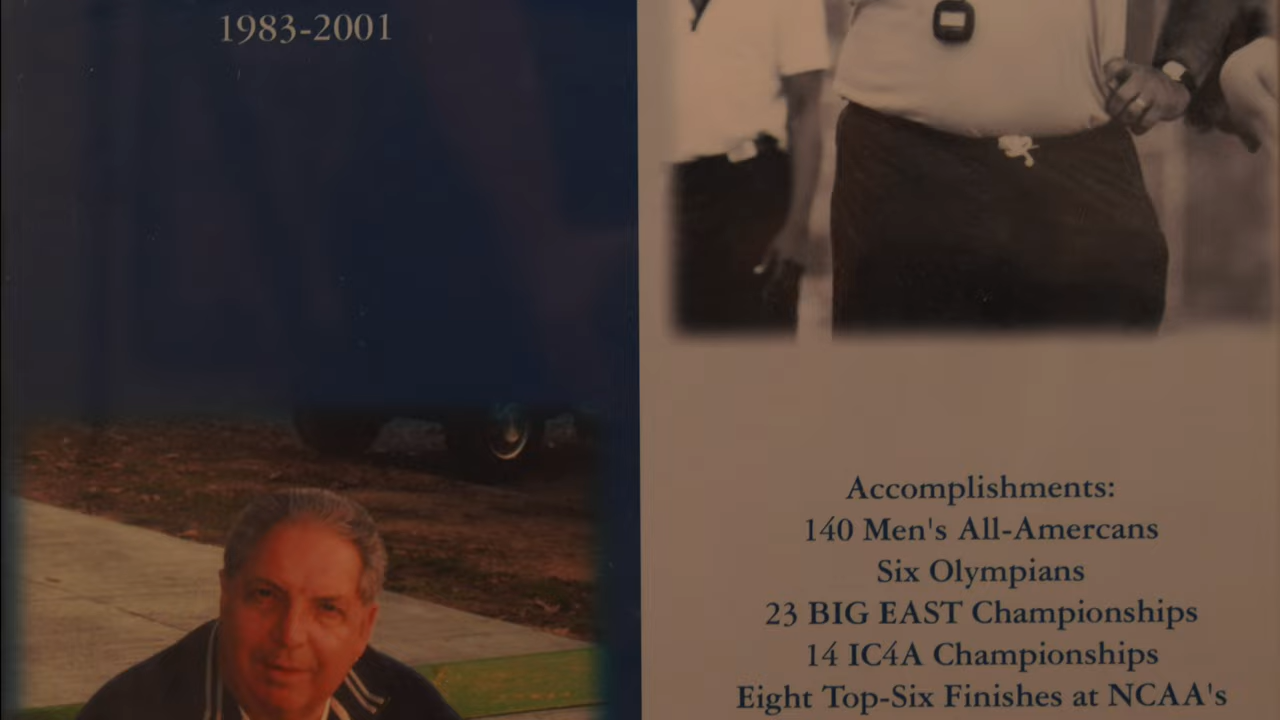 1983-2001
Accomplishments:
140 Men's All-Amercans
Six Olympians
23 BIG EAST Championships
14 IC4A Championships
Eight Top-Six Finishes at NCAA's